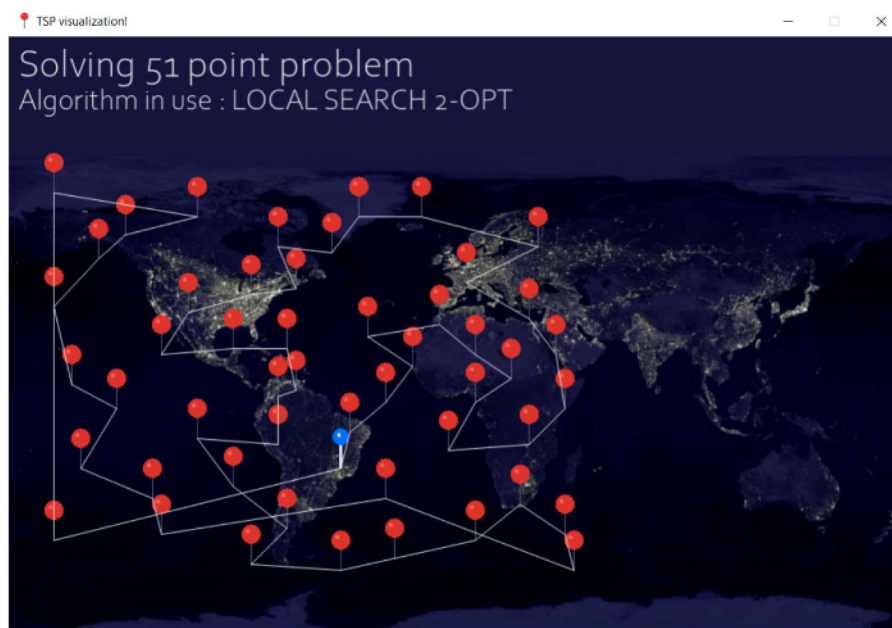 TSP visualization!
Solving 51 point problem
Algorithm in use : LOCAL SEARCH 2-OPT